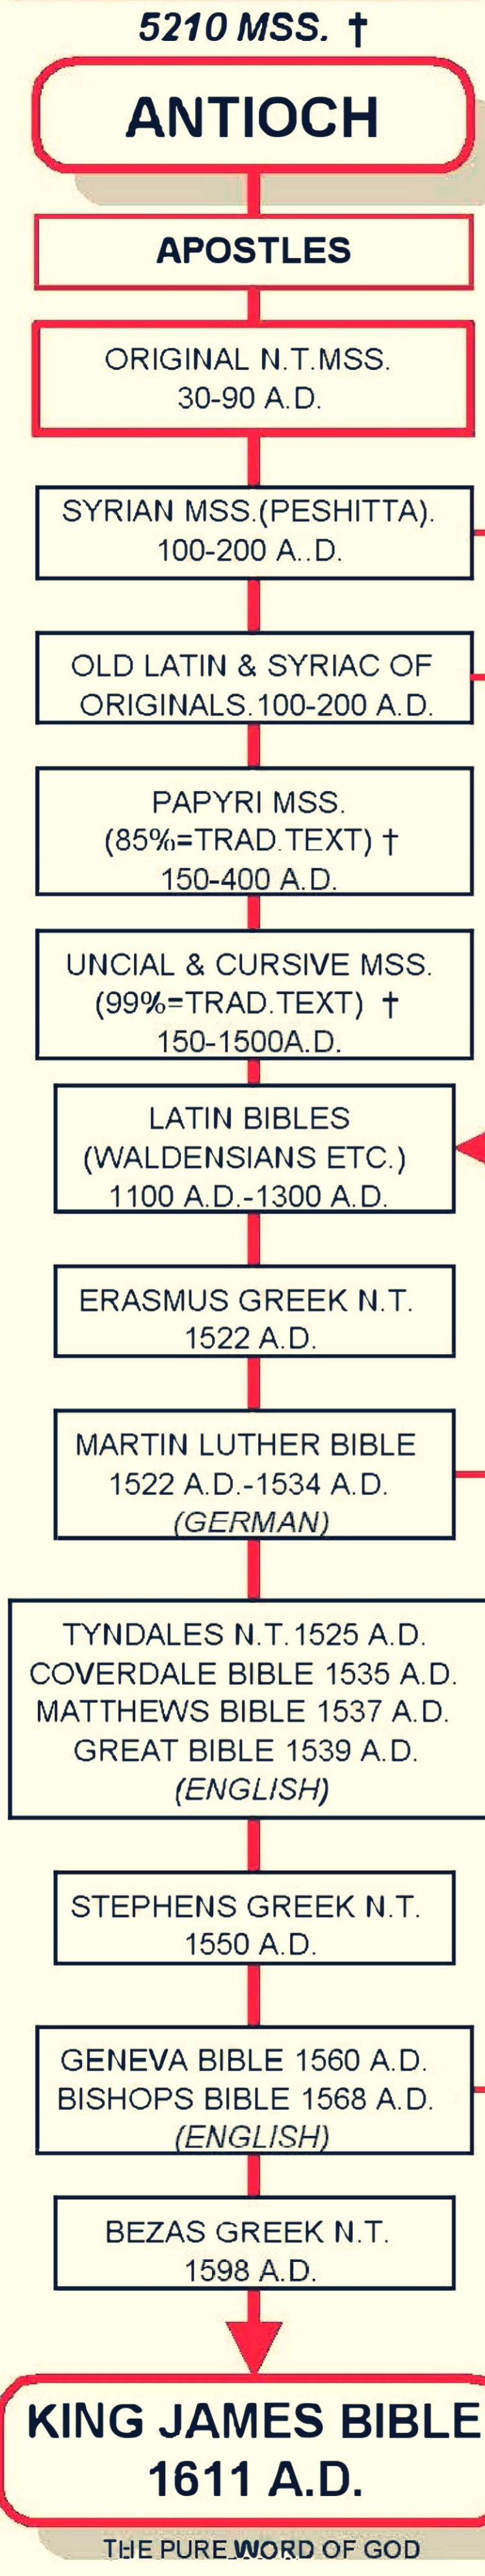 5210 MSS. †
ANTIOCH
APOSTLES
ORIGINAL N.T.MSS.
30-90 A.D.
SYRIAN MSS.(PESHITTA).
100-200 A..D.
OLD LATIN & SYRIAC OF
ORIGINALS.100-200 A.D.
PAPYRI MSS.
(85%=TRAD.TEXT) †
150-400 A.D.
UNCIAL & CURSIVE MSS.
(99%=TRAD.TEXT) †
150-1500A.D.
LATIN BIBLES
(WALDENSIANS ETC.)
1100 A.D.-1300 A.D.
ERASMUS GREEK N.T.
1522 A.D.
MARTIN LUTHER BIBLE
1522 A.D.-1534 A.D.
(GERMAN)
TYNDALES N.T.1525 A.D.
COVERDALE BIBLE 1535 A.D.
MATTHEWS BIBLE 1537 A.D.
GREAT BIBLE 1539 A.D.
(ENGLISH)
STEPHENS GREEK N.T.
1550 A.D.
GENEVA BIBLE 1560 A.D.
BISHOPS BIBLE 1568 A.D.
(ENGLISH)
BEZAS GREEK N.T.
1598 A.D.
KING JAMES BIBLE
1611 A.D.
THE PURE WORD OF GOD